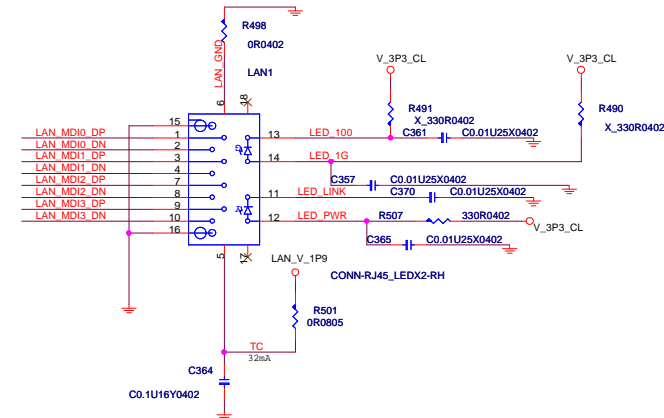 R498
0R0402
LAN_GND
LAN1
V_3P3_CL
V_3P3_CL
R491
X_330R0402
R490
X_330R0402
6
18
15
LAN_MDI0_DP
1
13
LED_100
C361
C0.01U25X0402
LAN_MDI0_DN
2
LAN_MDI1_DP
3
14
LED_1G
LAN_MDI1_DN
4
C357
C0.01U25X0402
LAN_MDI2_DP
7
LAN_MDI2_DN
8
11
LED_LINK
C370
C0.01U25X0402
LAN_MDI3_DP
9
LAN_MDI3_DN
10
12
LED_PWR
R507
330R0402
V_3P3_CL
16
C365
C0.01U25X0402
5
17
LAN_V_1P9
CONN-RJ45_LEDX2-RH
R501
0R0805
TC
32mA
C364
C0.1U16Y0402